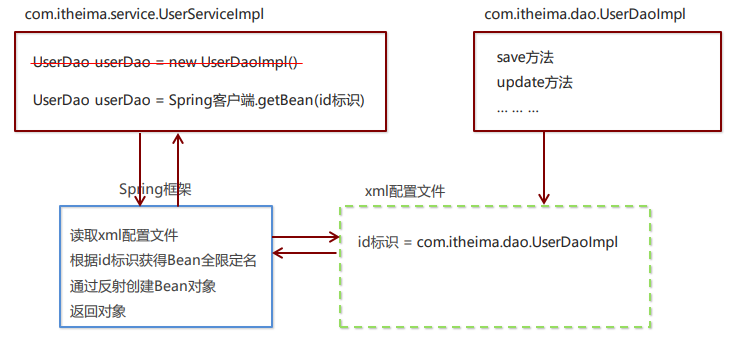 com.itheima.service.UserServiceImpl
com.itheima.dao.UserDaoImpl
UserDao userDao = new UserDaoImpl()
UserDao userDao = Spring客户端.getBean(id标识)
save方法
update方法
... ... ...
Spring框架
xml配置文件
读取xml配置文件
根据id标识获得Bean全限定名
通过反射创建Bean对象
返回对象
id标识 = com.itheima.dao.UserDaoImpl